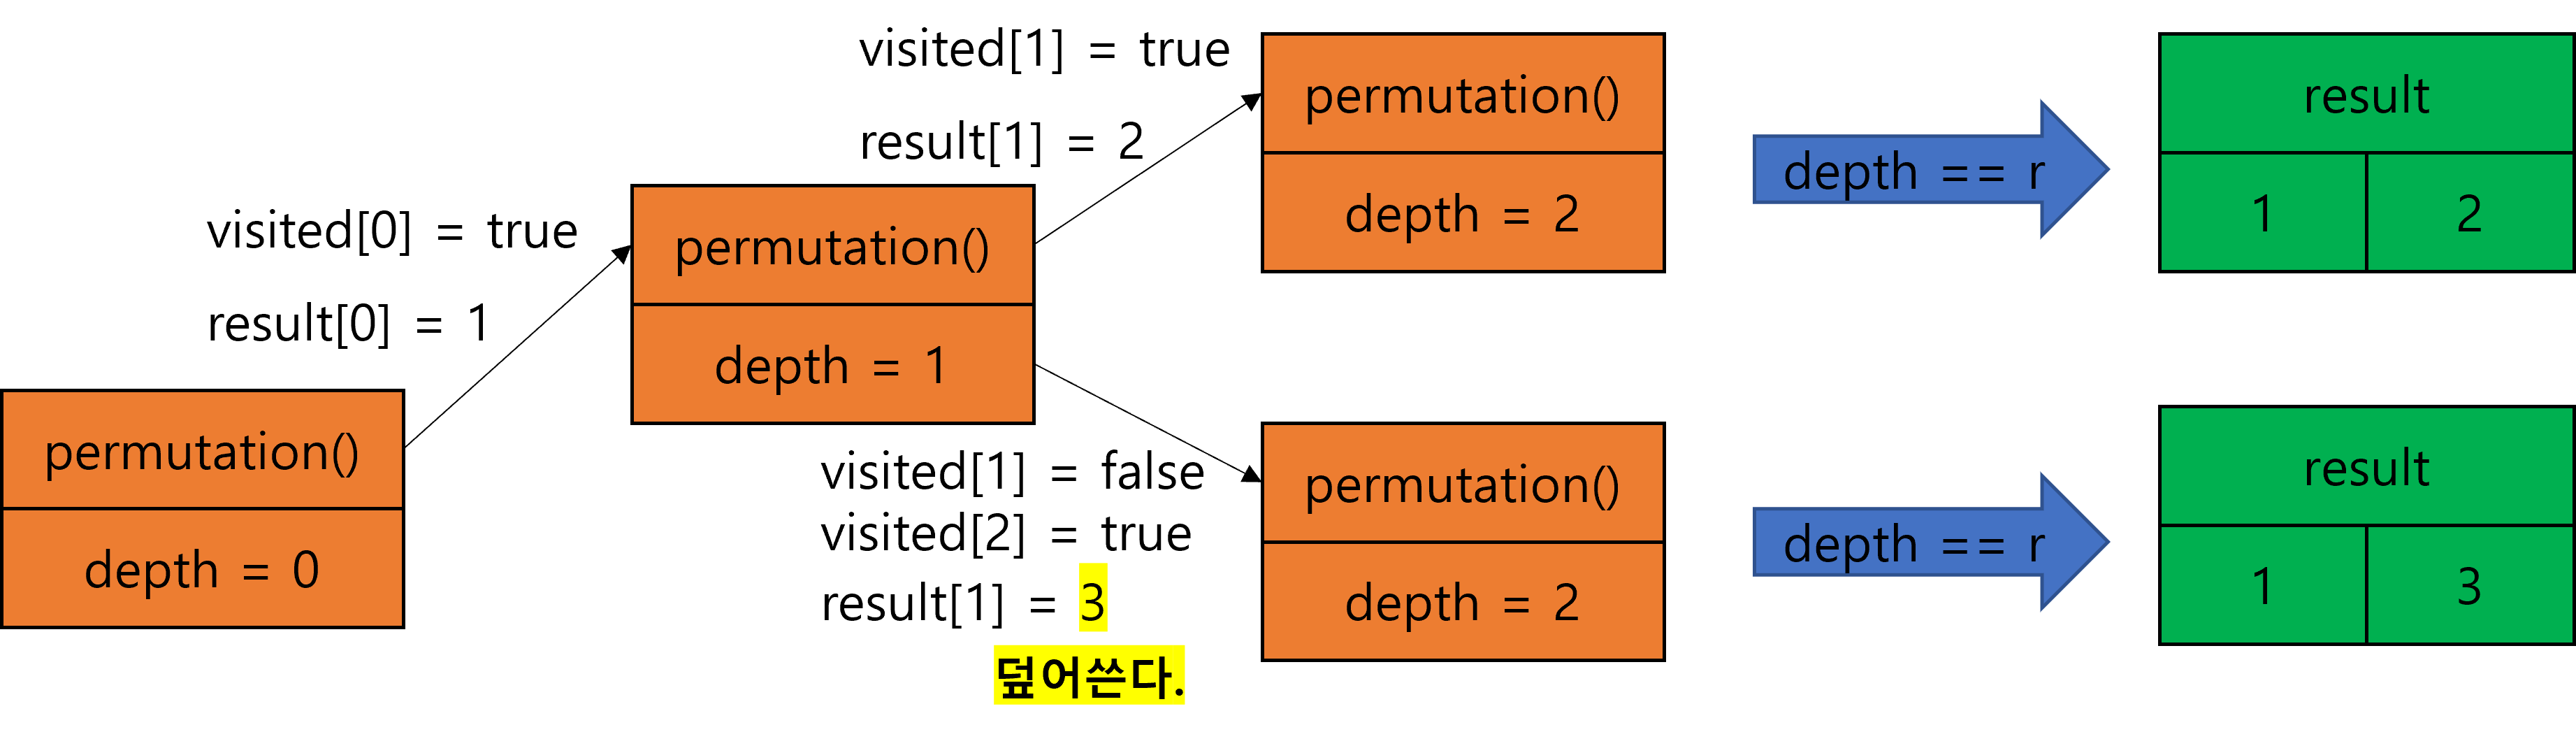 visited[0] = true
result[0] = 1
permutation()
depth = 0
permutation()
depth = 1
visited[1] = true
result[1] = 2
permutation()
depth = 2
depth == r
result
1 2
visited[1] = false
visited[2] = true
result[1] = 3
덮어쓴다.
permutation()
depth = 2
depth == r
result
1 3